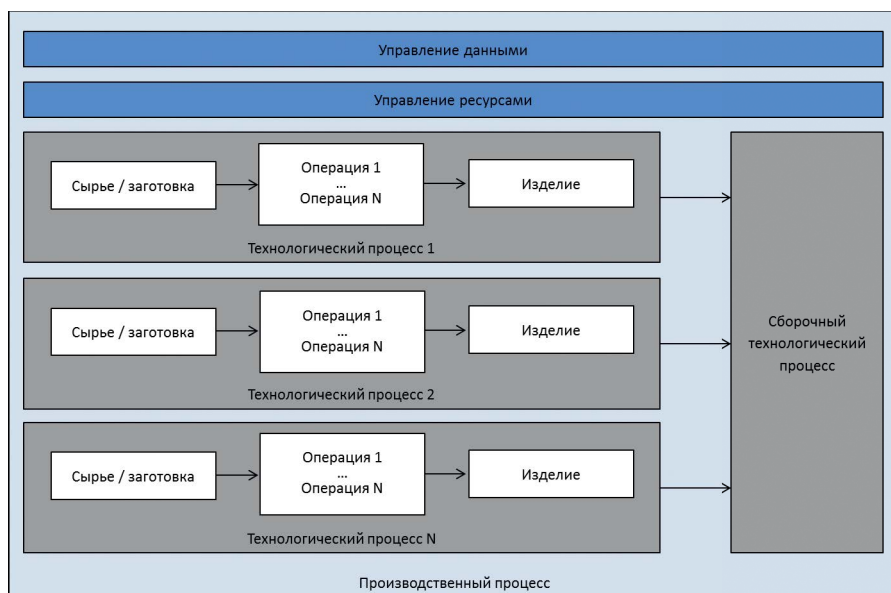 Управление данными
Управление ресурсами
Сырье / заготовка
Операция 1
...
Операция N
Изделие
Технологический процесс 1
Сырье / заготовка
Операция 1
...
Операция N
Изделие
Технологический процесс 2
Сырье / заготовка
Операция 1
...
Операция N
Изделие
Технологический процесс N
Сборочный
технологический
процесс
Производственный процесс